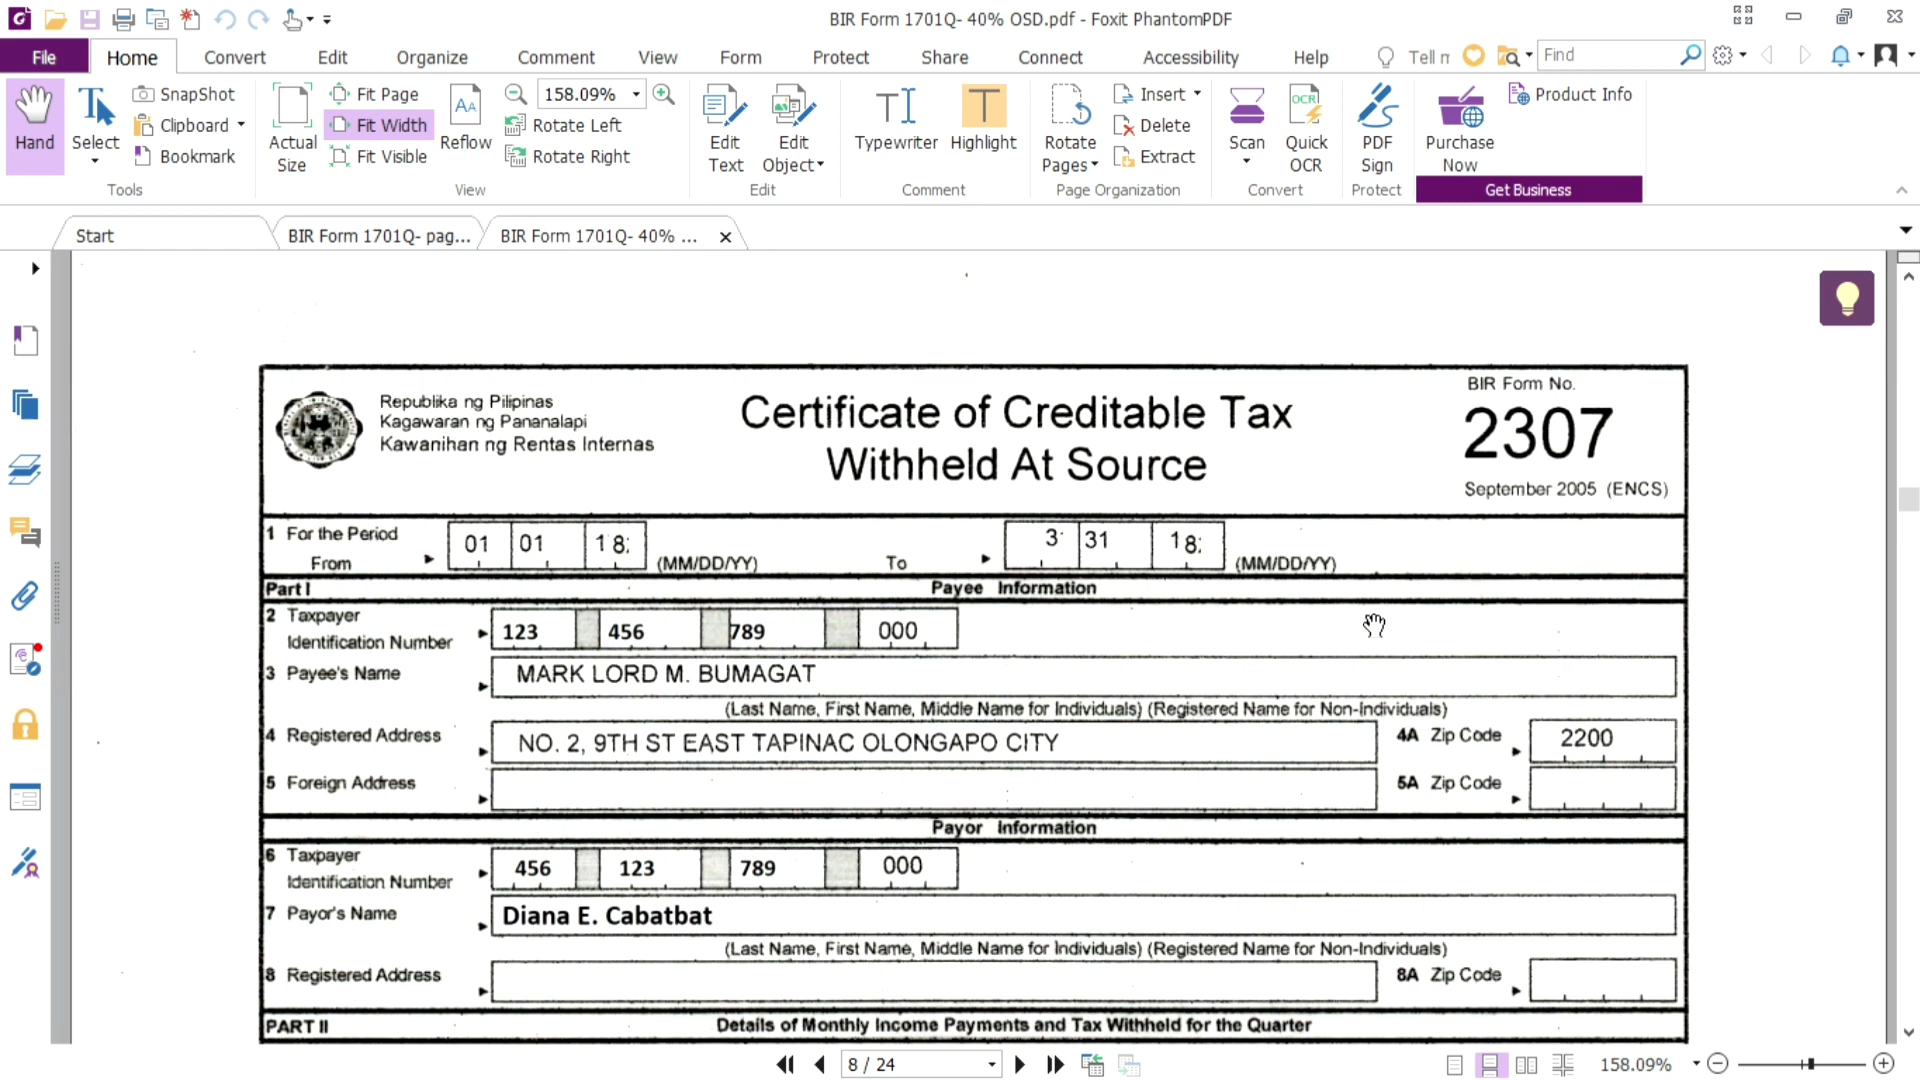 BIR Form 1701Q- 40% OSD.pdf - Foxit PhantomPDF
File Home Convert Edit Organize Comment View Form Protect Share Connect Accessibility Help Tell m Find
Hand
Select
SnapShot
Clipboard
Bookmark
Tools
Actual Size
Fit Page
Fit Width
Fit Visible
Reflow
158.09%
Rotate Left
Rotate Right
View
Edit Text
Edit Object
Edit
Typewriter
Highlight
Comment
Rotate Pages
Insert
Delete
Extract
Page Organization
Scan
Quick OCR
Convert
PDF Sign
Protect
Purchase Now
Product Info
Get Business
Start BIR Form 1701Q- pag... BIR Form 1701Q- 40% ...
Republika ng Pilipinas
Kagawaran ng Pananalapi
Kawanihan ng Rentas Internas
Certificate of Creditable Tax
Withheld At Source
BIR Form No.
2307
September 2005 (ENCS)
1 For the Period
From 01 01 18 (MM/DD/YY) To 3 31 18 (MM/DD/YY)
Part I Payee Information
2 Taxpayer
Identification Number 123 456 789 000
3 Payee's Name MARK LORD M. BUMAGAT
(Last Name, First Name, Middle Name for Individuals) (Registered Name for Non-Individuals)
4 Registered Address NO. 2, 9TH ST EAST TAPINAC OLONGAPO CITY 4A Zip Code 2200
5 Foreign Address 5A Zip Code
Payor Information
6 Taxpayer
Identification Number 456 123 789 000
7 Payor's Name Diana E. Cabatbat
(Last Name, First Name, Middle Name for Individuals) (Registered Name for Non-Individuals)
8 Registered Address 8A Zip Code
PART II Details of Monthly Income Payments and Tax Withheld for the Quarter
8 / 24
158.09%